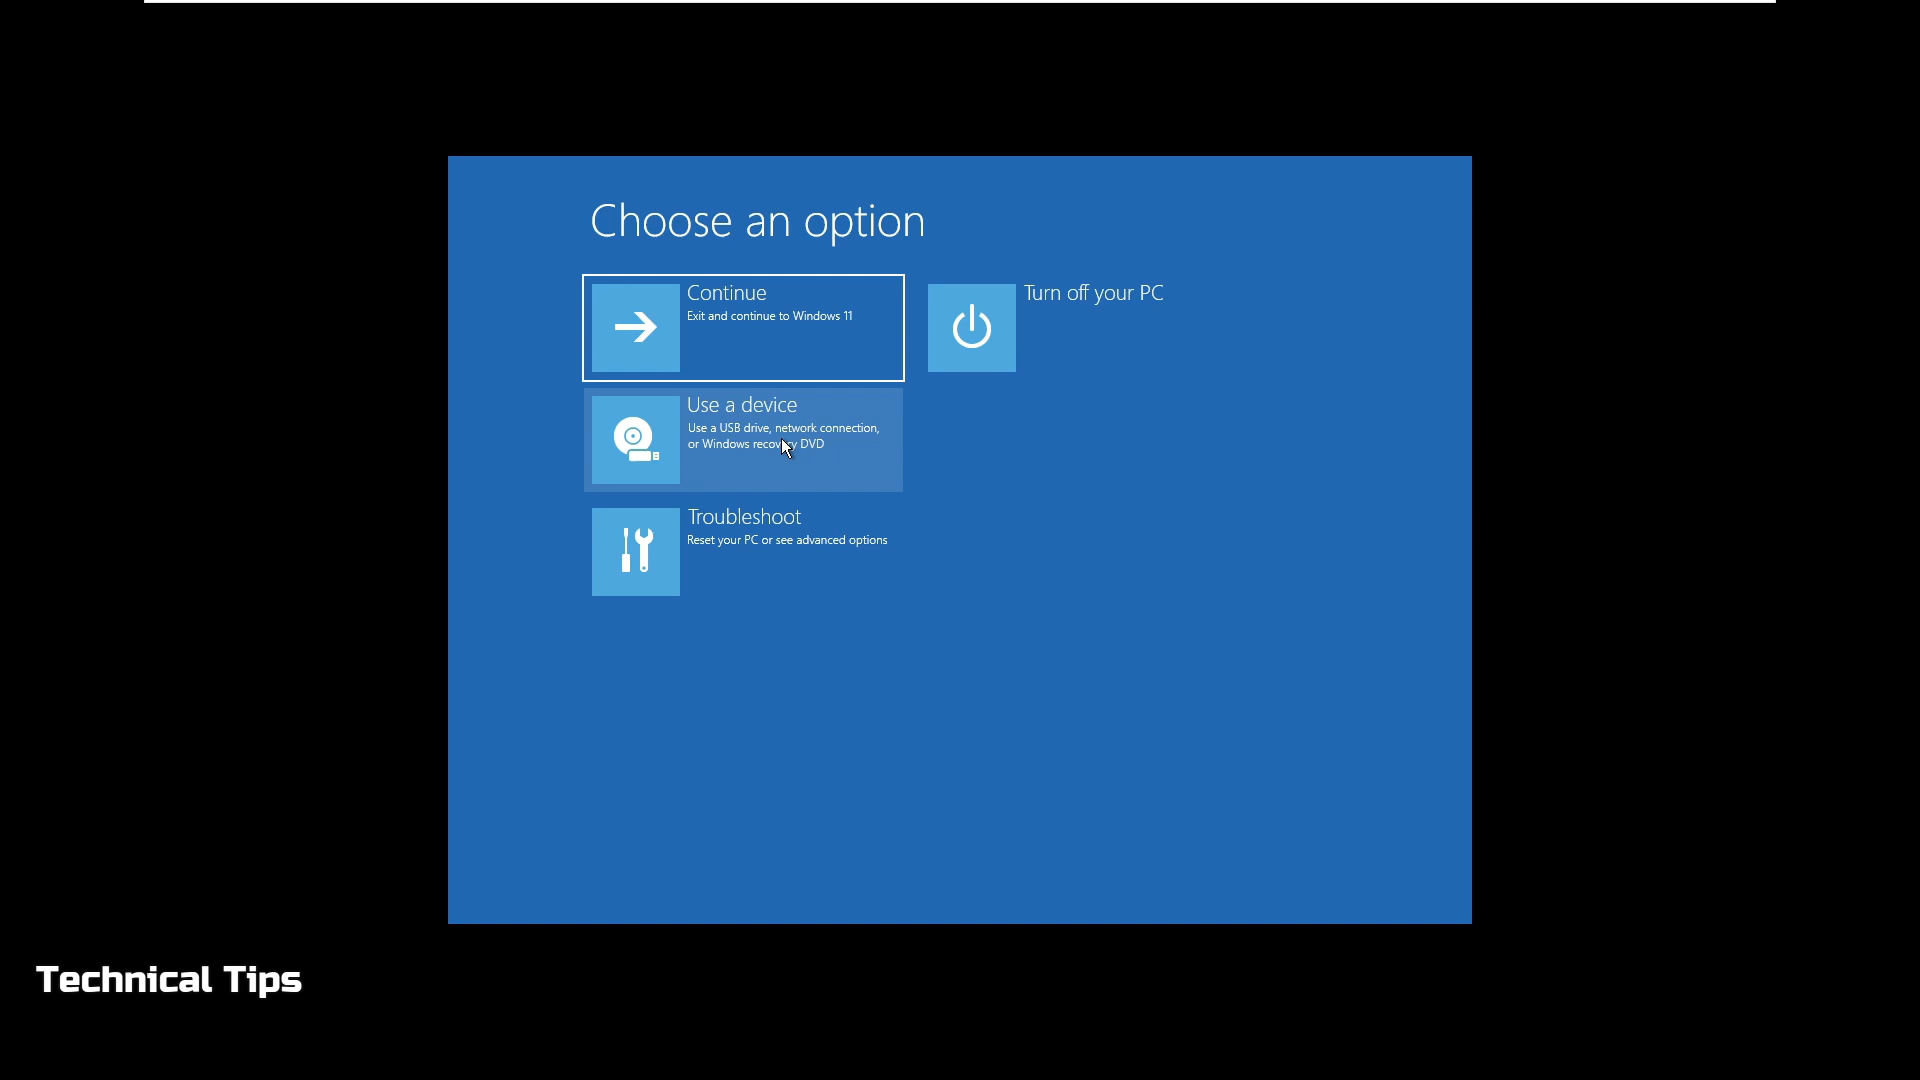 Choose an option
Continue
Exit and continue to Windows 11
Turn off your PC
Use a device
Use a USB drive, network connection,
or Windows recovery DVD
Troubleshoot
Reset your PC or see advanced options
Technical Tips